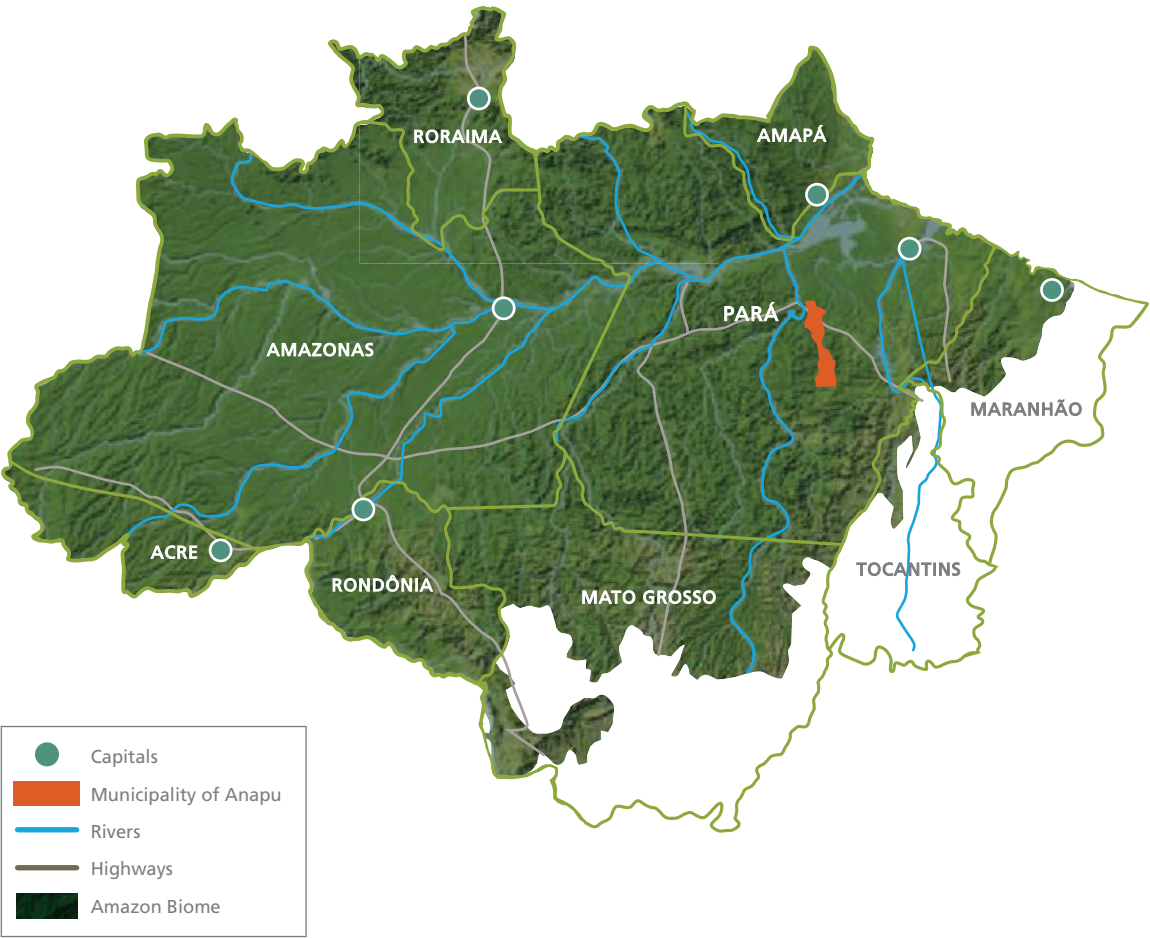 RORAIMA
AMAPÁ
PARÁ
AMAZONAS
MARANHÃO
ACRE
RONDÔNIA
MATO GROSSO
TOCANTINS
Capitals
Municipality of Anapu
Rivers
Highways
Amazon Biome